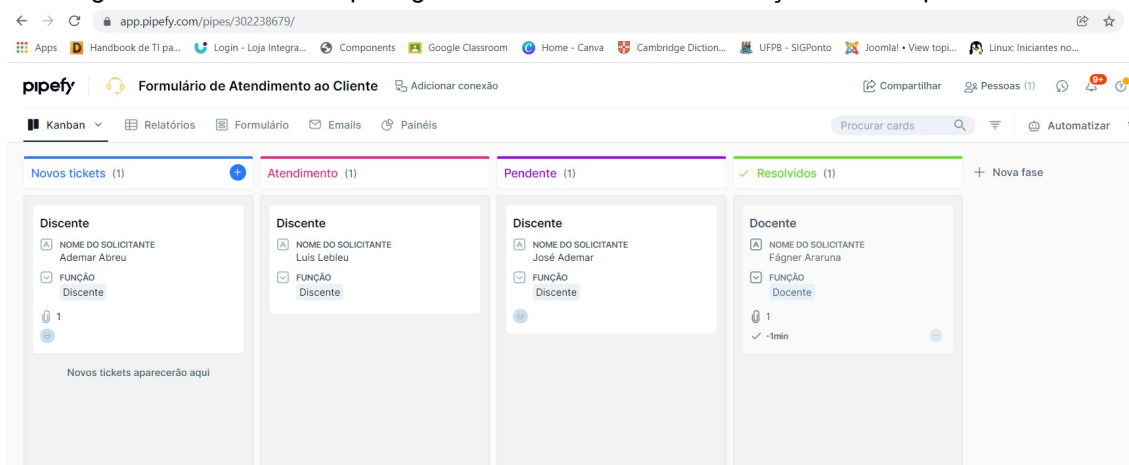 app.pipefy.com/pipes/302238679/
Apps Handbook de TI pa... Login - Loja Integra... Components Google Classroom Home - Canva Cambridge Diction... UFPB - SIGPonto Joomla! • View topi... Linux: Iniciantes no...
pipefy Formulário de Atendimento ao Cliente Adicionar conexão Compartilhar Pessoas (1) 9+
Kanban Relatórios Formulário Emails Painéis Procurar cards Automatizar
Novos tickets (1) Atendimento (1) Pendente (1) Resolvidos (1) + Nova fase
Discente Discente Discente Docente
NOME DO SOLICITANTE NOME DO SOLICITANTE NOME DO SOLICITANTE NOME DO SOLICITANTE
Ademar Abreu Luis Lebleu José Ademar Fágner Araruna
FUNÇÃO FUNÇÃO FUNÇÃO FUNÇÃO
Discente Discente Discente Docente
1 1
-1min
Novos tickets aparecerão aqui